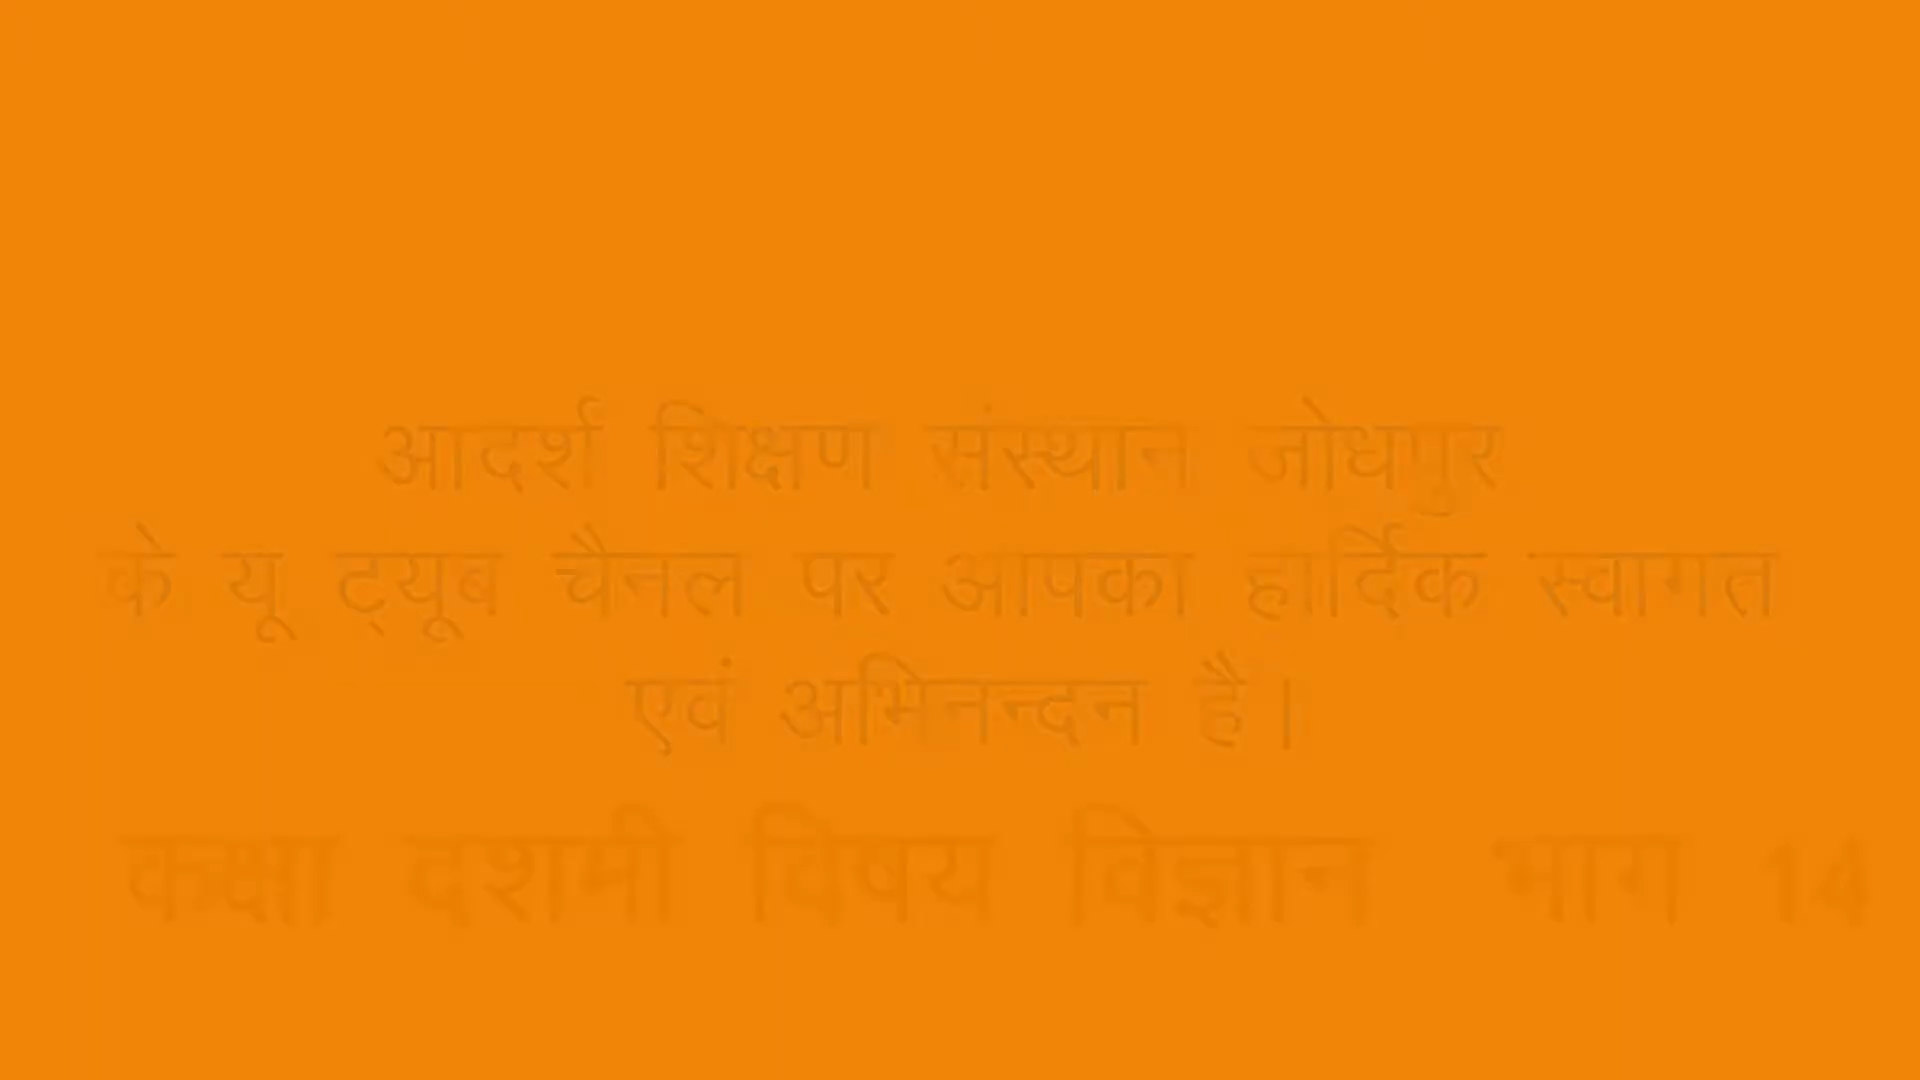 आदर्श शिक्षण संस्थान जोधपुर
के यू ट्यूब चैनल पर आपका हार्दिक स्वागत
एवं अभिनन्दन है।
कक्षा दशमी विषय विज्ञान भाग 14